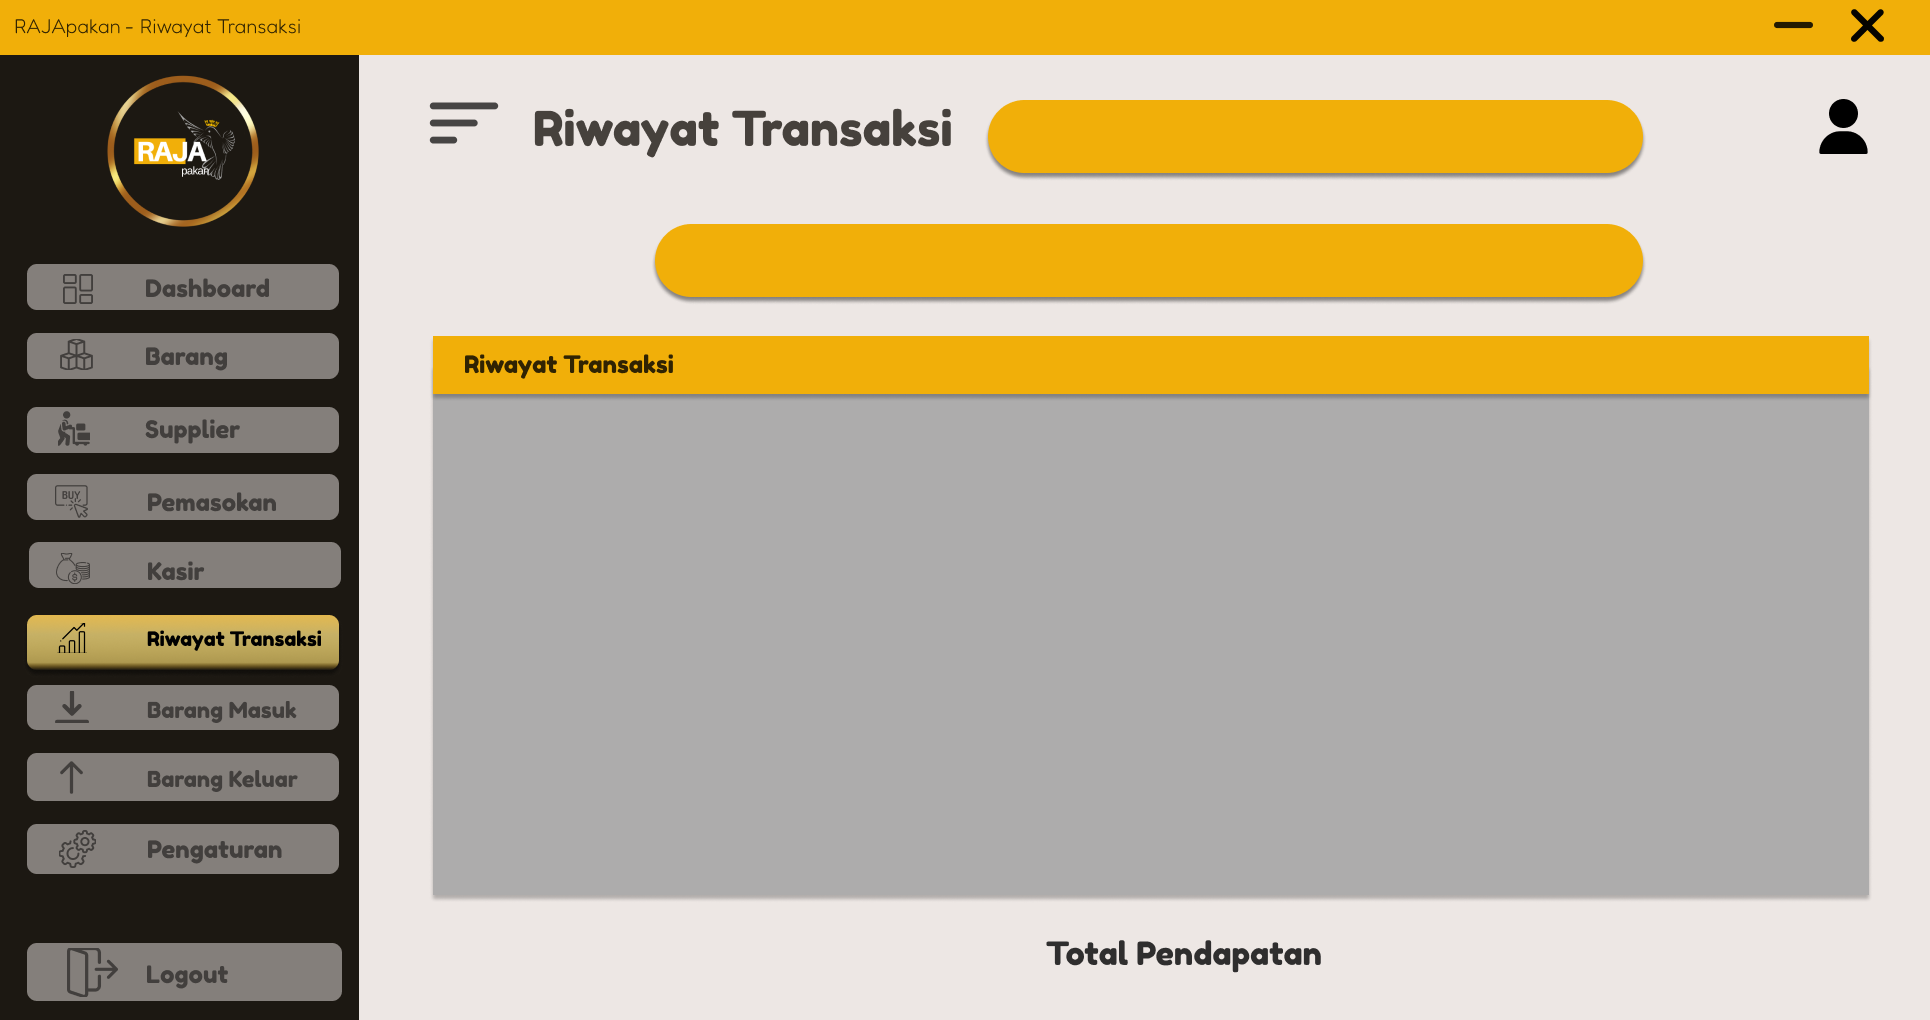 RAJApakan - Riwayat Transaksi
RAJA
pakan
Riwayat Transaksi
Dashboard
Barang
Supplier
BUY
Pemasokan
Kasir
Riwayat Transaksi
Barang Masuk
Barang Keluar
Pengaturan
Logout
Riwayat Transaksi
Total Pendapatan